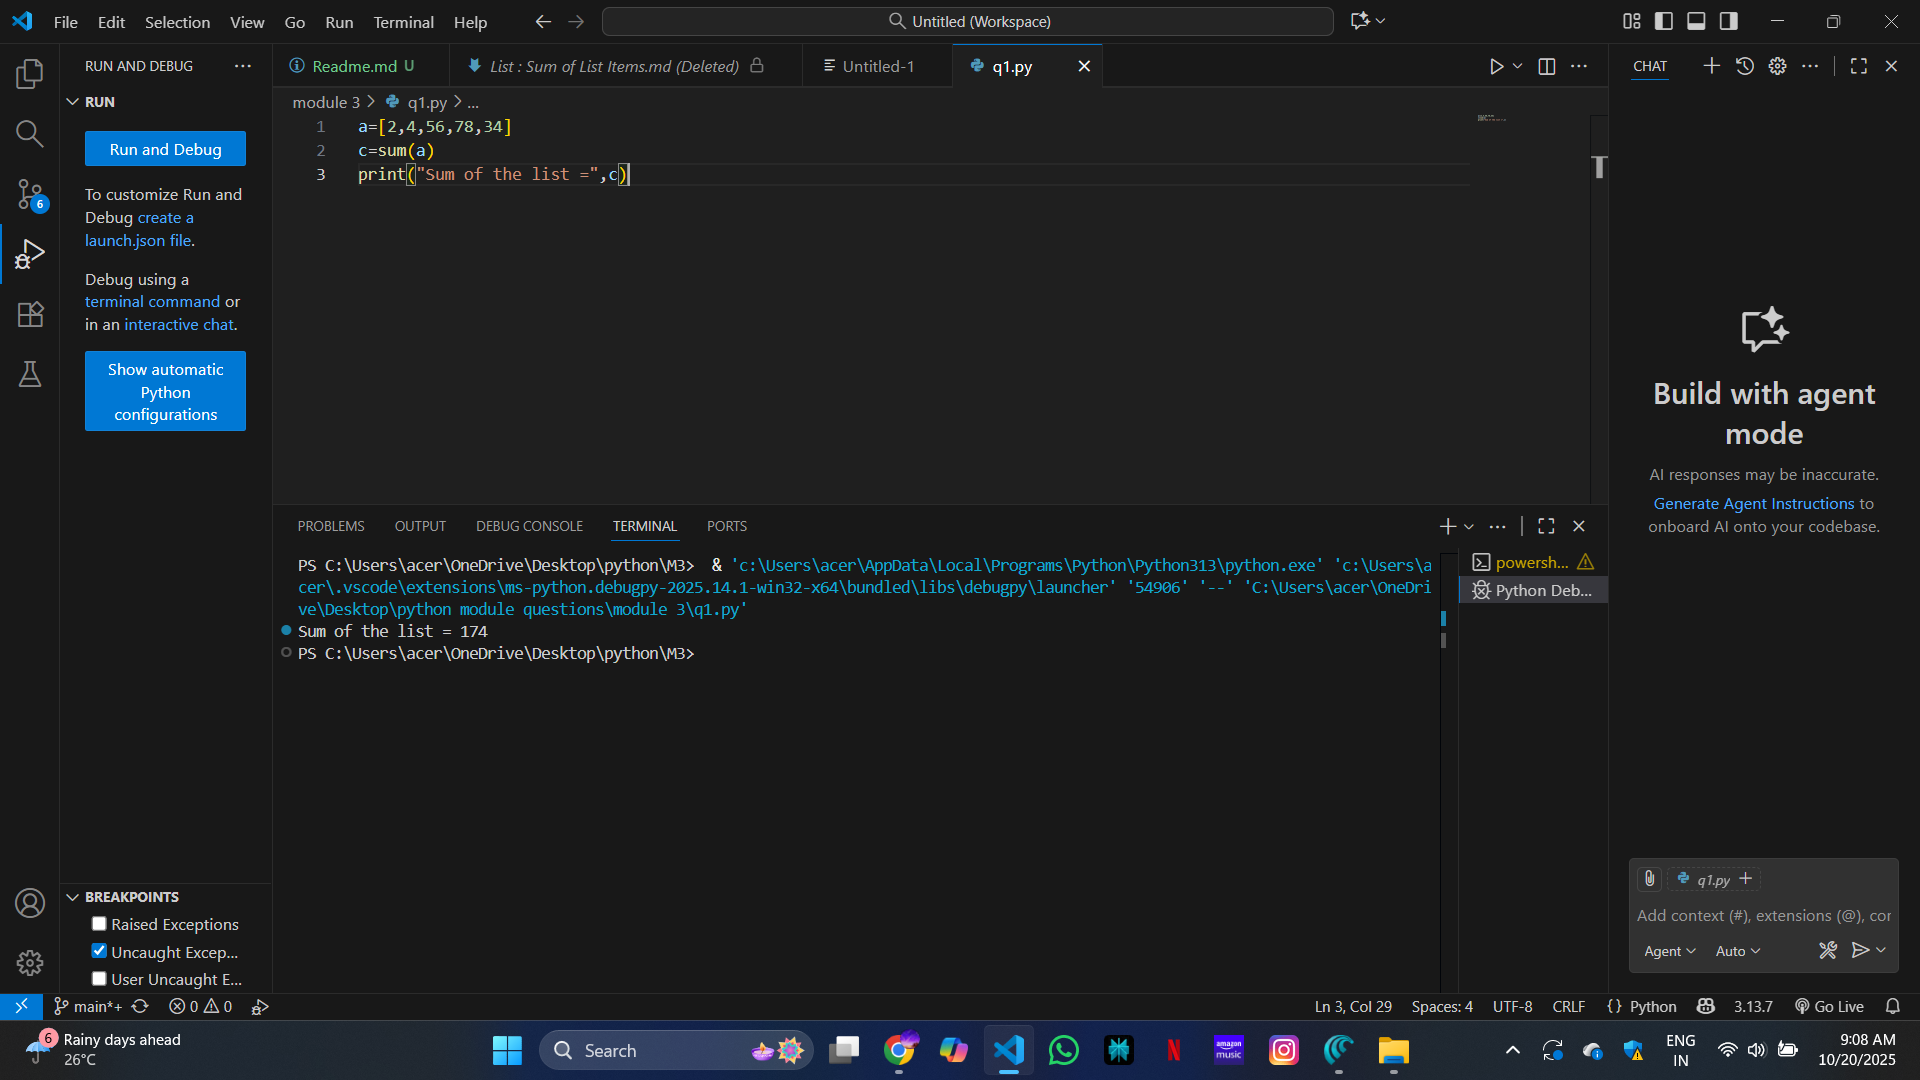 File Edit Selection View Go Run Terminal Help
Untitled (Workspace)
RUN AND DEBUG
RUN
Run and Debug
To customize Run and
Debug create a
launch.json file.
Debug using a
terminal command or
in an interactive chat.
Show automatic
Python
configurations
6
BREAKPOINTS
Raised Exceptions
Uncaught Excep...
User Uncaught E...
Readme.md U
List : Sum of List Items.md (Deleted)
Untitled-1
q1.py
module 3 > q1.py > ...
1 a=[2,4,56,78,34]
2 c=sum(a)
3 print("Sum of the list =",c)
PROBLEMS OUTPUT DEBUG CONSOLE TERMINAL PORTS
PS C:\Users\acer\OneDrive\Desktop\python\M3>  & 'c:\Users\acer\AppData\Local\Programs\Python\Python313\python.exe' 'c:\Users\a
cer\.vscode\extensions\ms-python.debugpy-2025.14.1-win32-x64\bundled\libs\debugpy\launcher' '54906' '--' 'C:\Users\acer\OneDri
ve\Desktop\python module questions\module 3\q1.py'
Sum of the list = 174
PS C:\Users\acer\OneDrive\Desktop\python\M3>
powersh...
Python Deb...
CHAT
Build with agent
mode
AI responses may be inaccurate.
Generate Agent Instructions to
onboard AI onto your codebase.
q1.py
Add context (#), extensions (@), cor
Agent Auto
main*+ 0 0
Ln 3, Col 29 Spaces: 4 UTF-8 CRLF {} Python 3.13.7 Go Live
6
Rainy days ahead
26°C
Search
amazon
music
ENG
IN
9:08 AM
10/20/2025